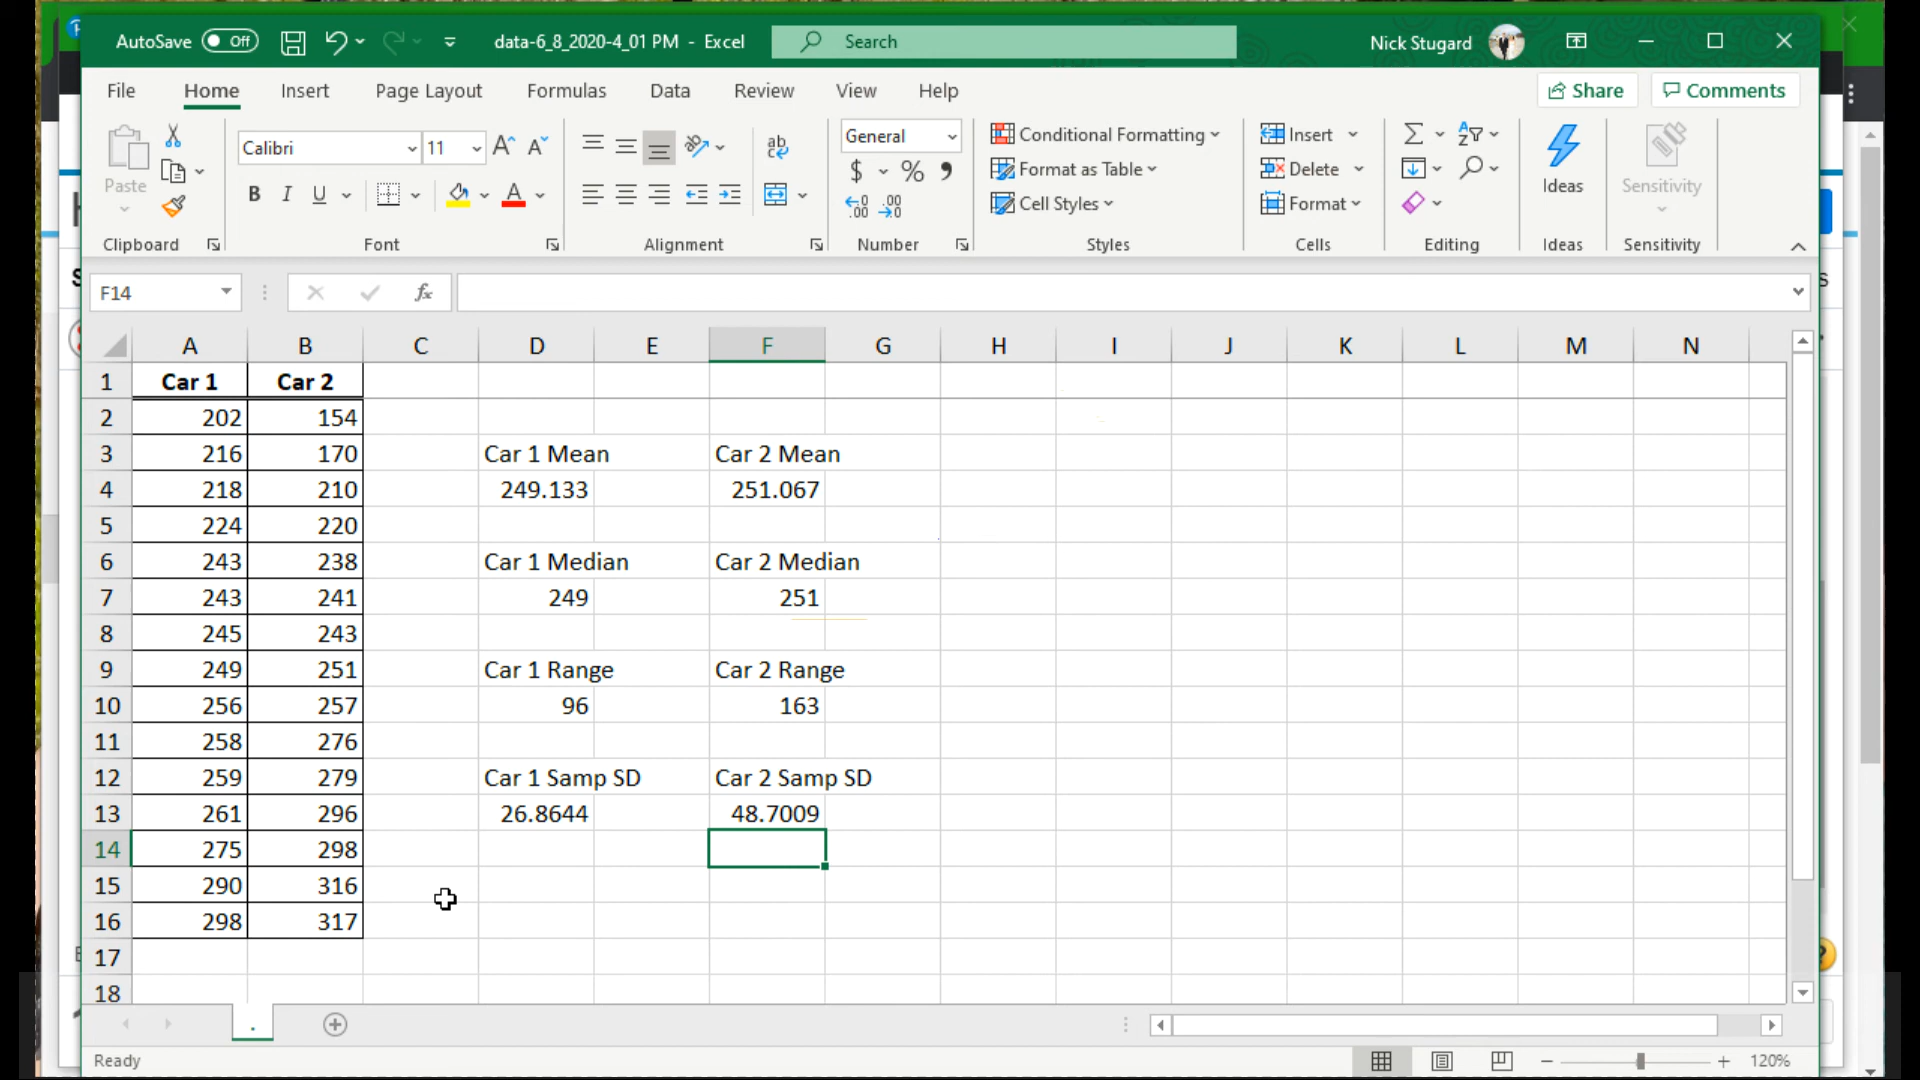 AutoSave Off data-6_8_2020-4_01 PM - Excel Search Nick Stugard
File Home Insert Page Layout Formulas Data Review View Help Share Comments
Paste Calibri 11 A^ Aˇ ab General Conditional Formatting Insert Σ
B I U A $ % , Format as Table Delete Ideas Sensitivity
.00 .00 Cell Styles Format
Clipboard Font Alignment Number Styles Cells Editing Ideas Sensitivity
F14 fx
A B C D E F G H I J K L M N
1 Car 1 Car 2
2 202 154
3 216 170 Car 1 Mean Car 2 Mean
4 218 210 249.133 251.067
5 224 220
6 243 238 Car 1 Median Car 2 Median
7 243 241 249 251
8 245 243
9 249 251 Car 1 Range Car 2 Range
10 256 257 96 163
11 258 276
12 259 279 Car 1 Samp SD Car 2 Samp SD
13 261 296 26.8644 48.7009
14 275 298
15 290 316
16 298 317
17
18
.
Ready 120%